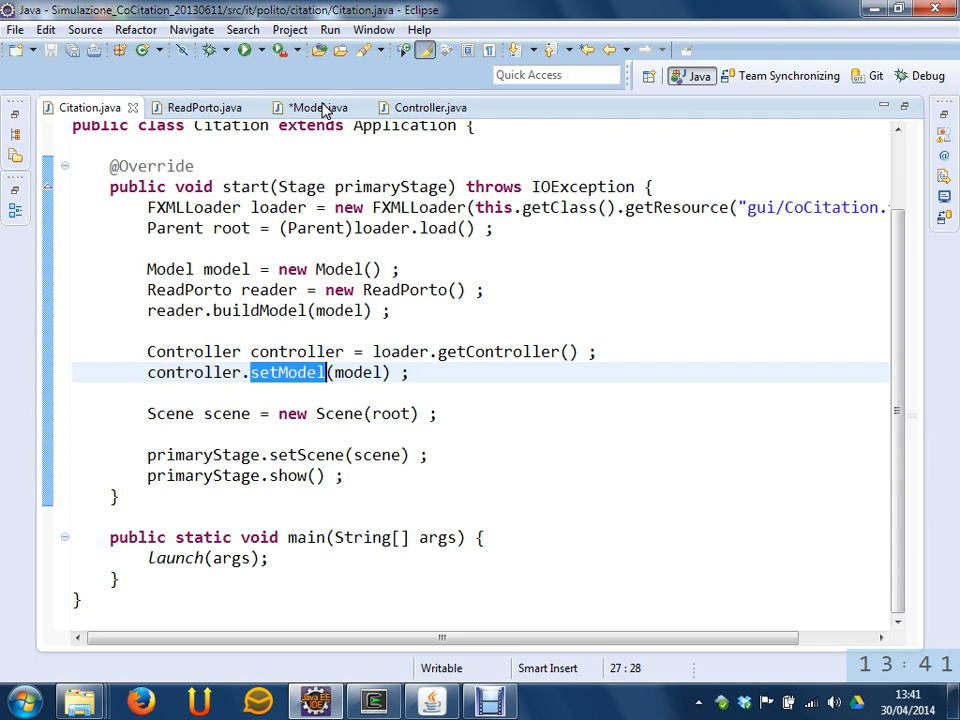 Java - Simulazione_CoCitation_20130611/src/it/polito/citation/Citation.java - Eclipse
File Edit Source Refactor Navigate Search Project Run Window Help
Quick Access
Java Team Synchronizing Git Debug
Citation.java ReadPorto.java *Model.java Controller.java
public class Citation extends Application {
@Override
public void start(Stage primaryStage) throws IOException {
FXMLLoader loader = new FXMLLoader(this.getClass().getResource("gui/CoCitation.
Parent root = (Parent)loader.load() ;
Model model = new Model() ;
ReadPorto reader = new ReadPorto() ;
reader.buildModel(model) ;
Controller controller = loader.getController() ;
controller.setModel(model) ;
Scene scene = new Scene(root) ;
primaryStage.setScene(scene) ;
primaryStage.show() ;
}
public static void main(String[] args) {
launch(args);
}
}
Writable Smart Insert 27 : 28
13:41
Java EE
IDE
13:41
30/04/2014